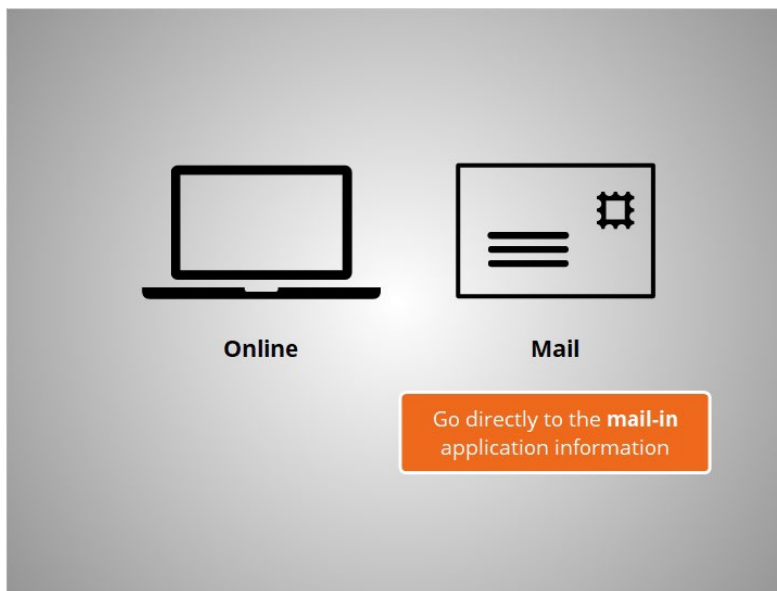 Online
Mail
Go directly to the mail-in
application information